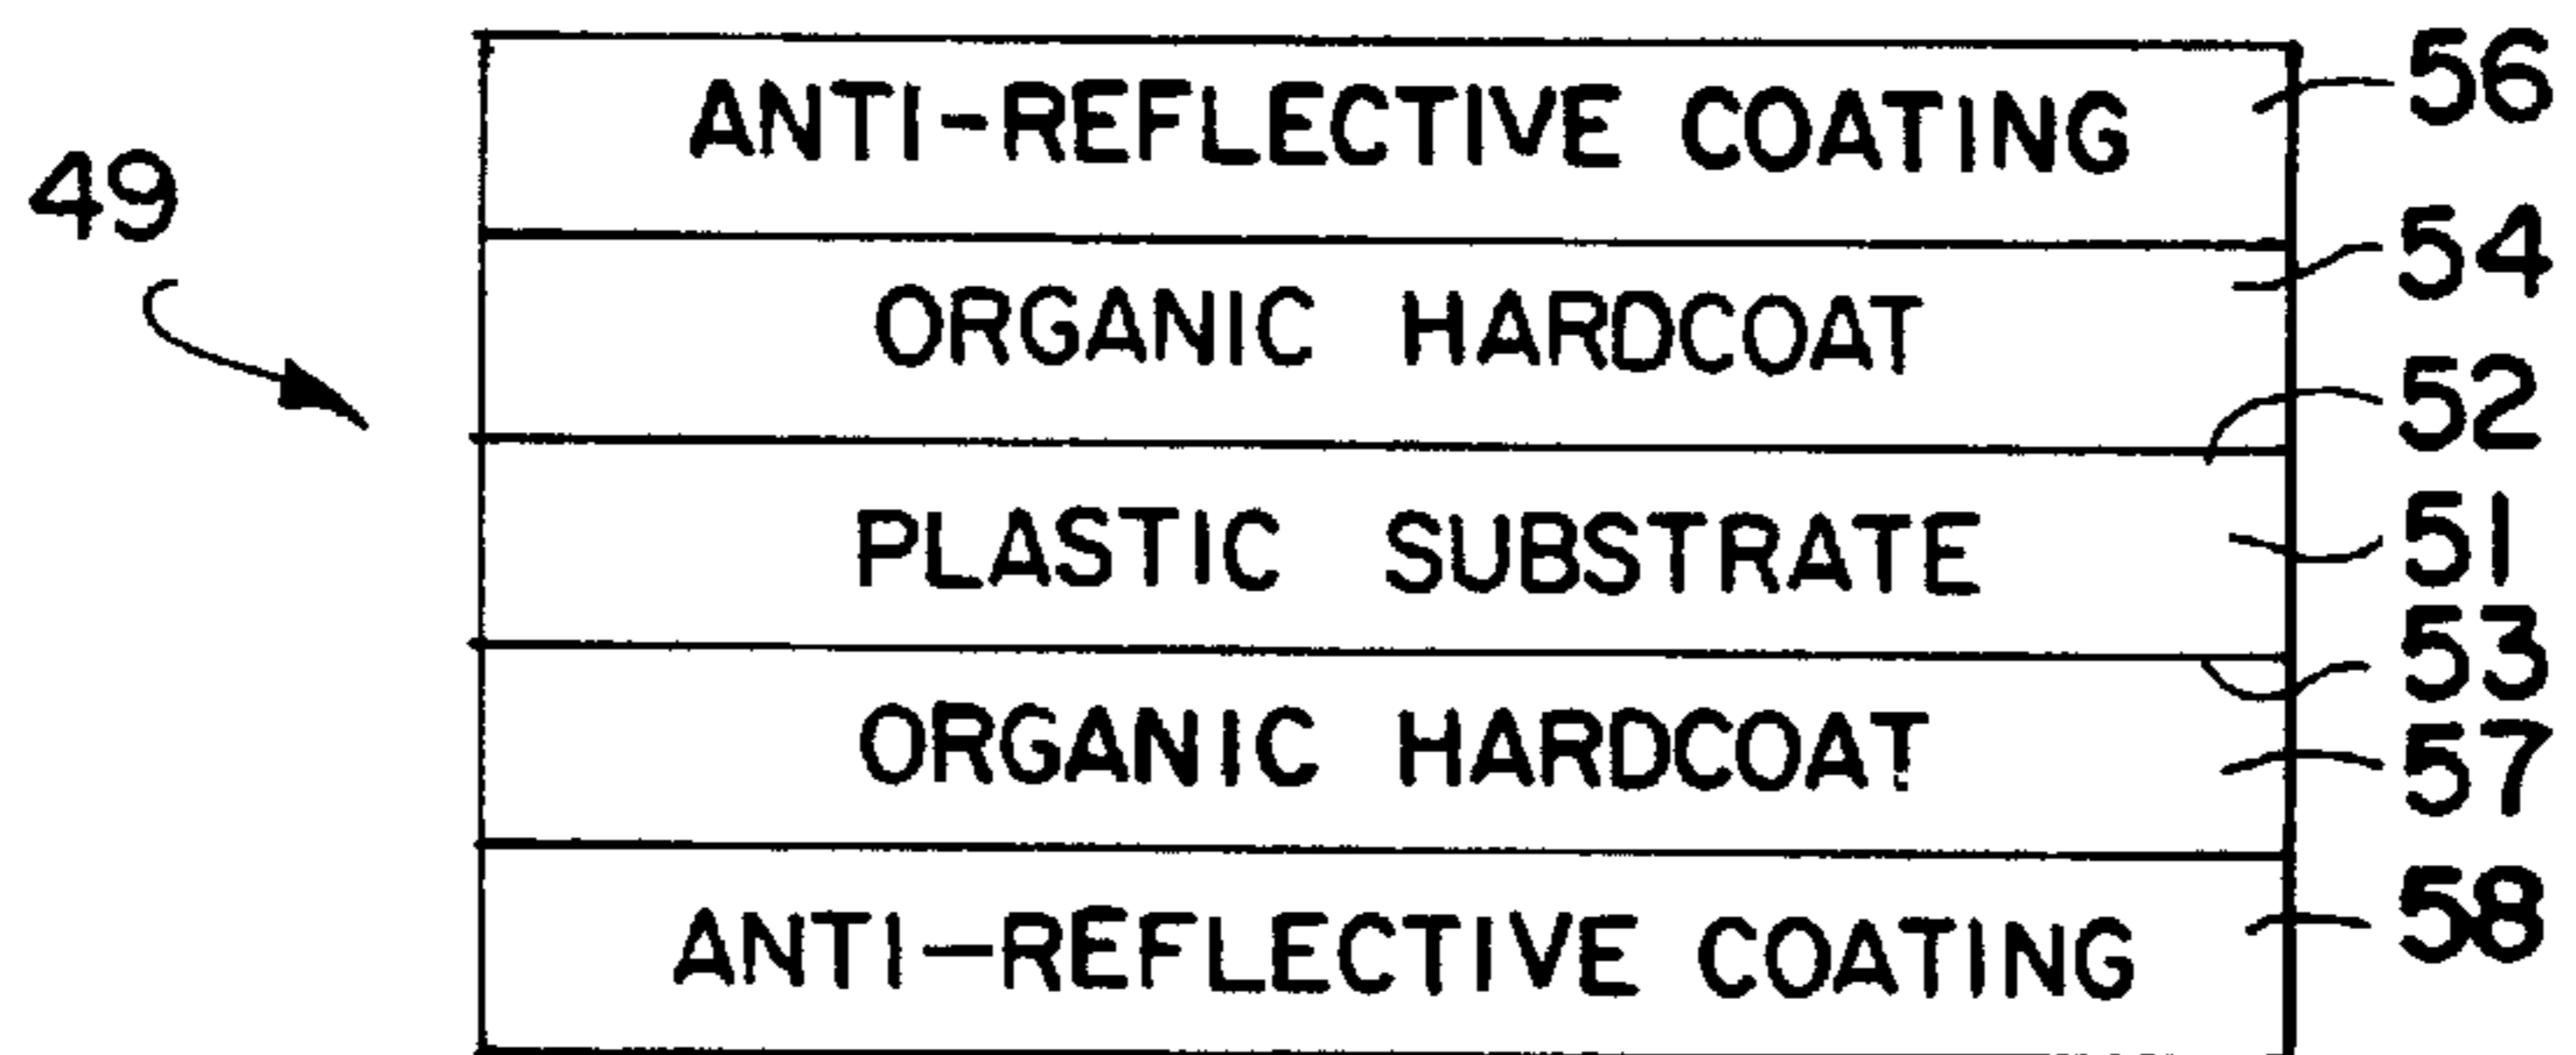 ANTI-REFLECTIVE COATING 56
49
ORGANIC HARDCOAT 54
52
PLASTIC SUBSTRATE 51
53
ORGANIC HARDCOAT 57
ANTI-REFLECTIVE COATING 58